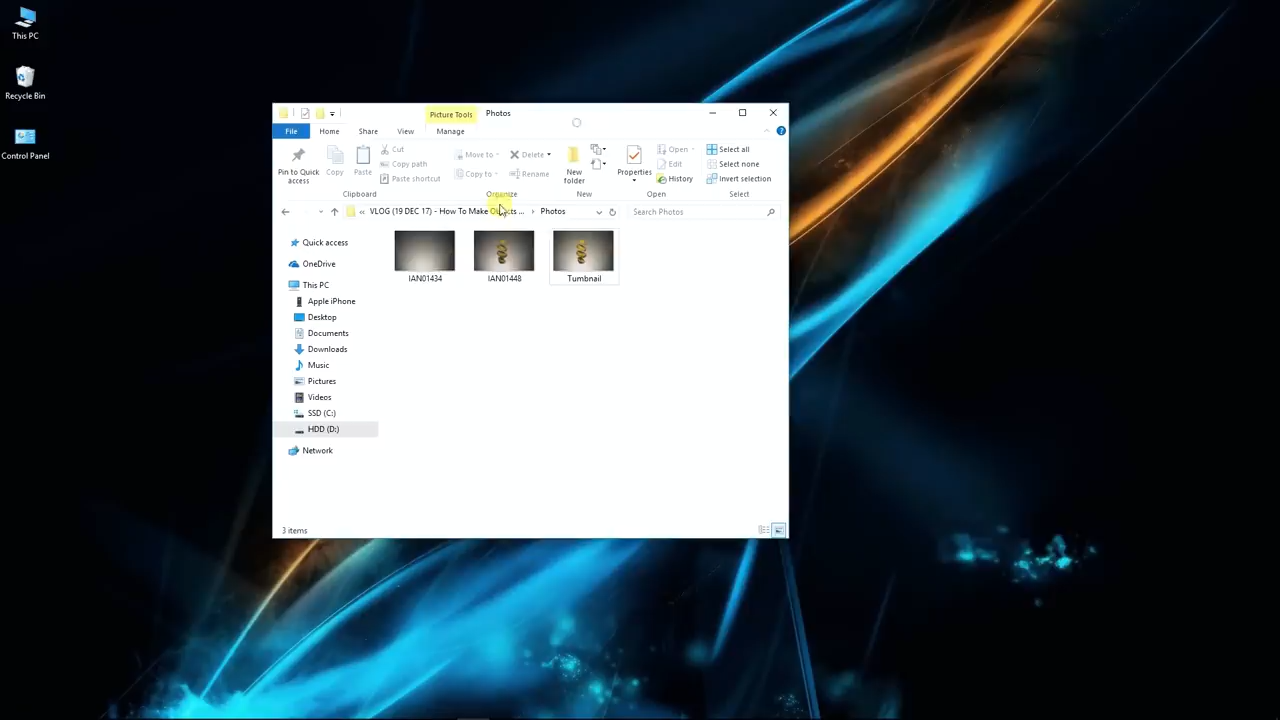 This PC
Recycle Bin
Control Panel
Picture Tools
Photos
File
Home
Share
View
Manage
Pin to Quick access
Copy
Paste
Cut
Copy path
Paste shortcut
Clipboard
Move to
Copy to
Delete
Rename
Organize
New folder
New
Properties
Open
Edit
History
Open
Select all
Select none
Invert selection
Select
« VLOG (19 DEC 17) - How To Make Objects ... › Photos
Search Photos
Quick access
OneDrive
This PC
Apple iPhone
Desktop
Documents
Downloads
Music
Pictures
Videos
SSD (C:)
HDD (D:)
Network
IAN01434
IAN01448
Tumbnail
3 items